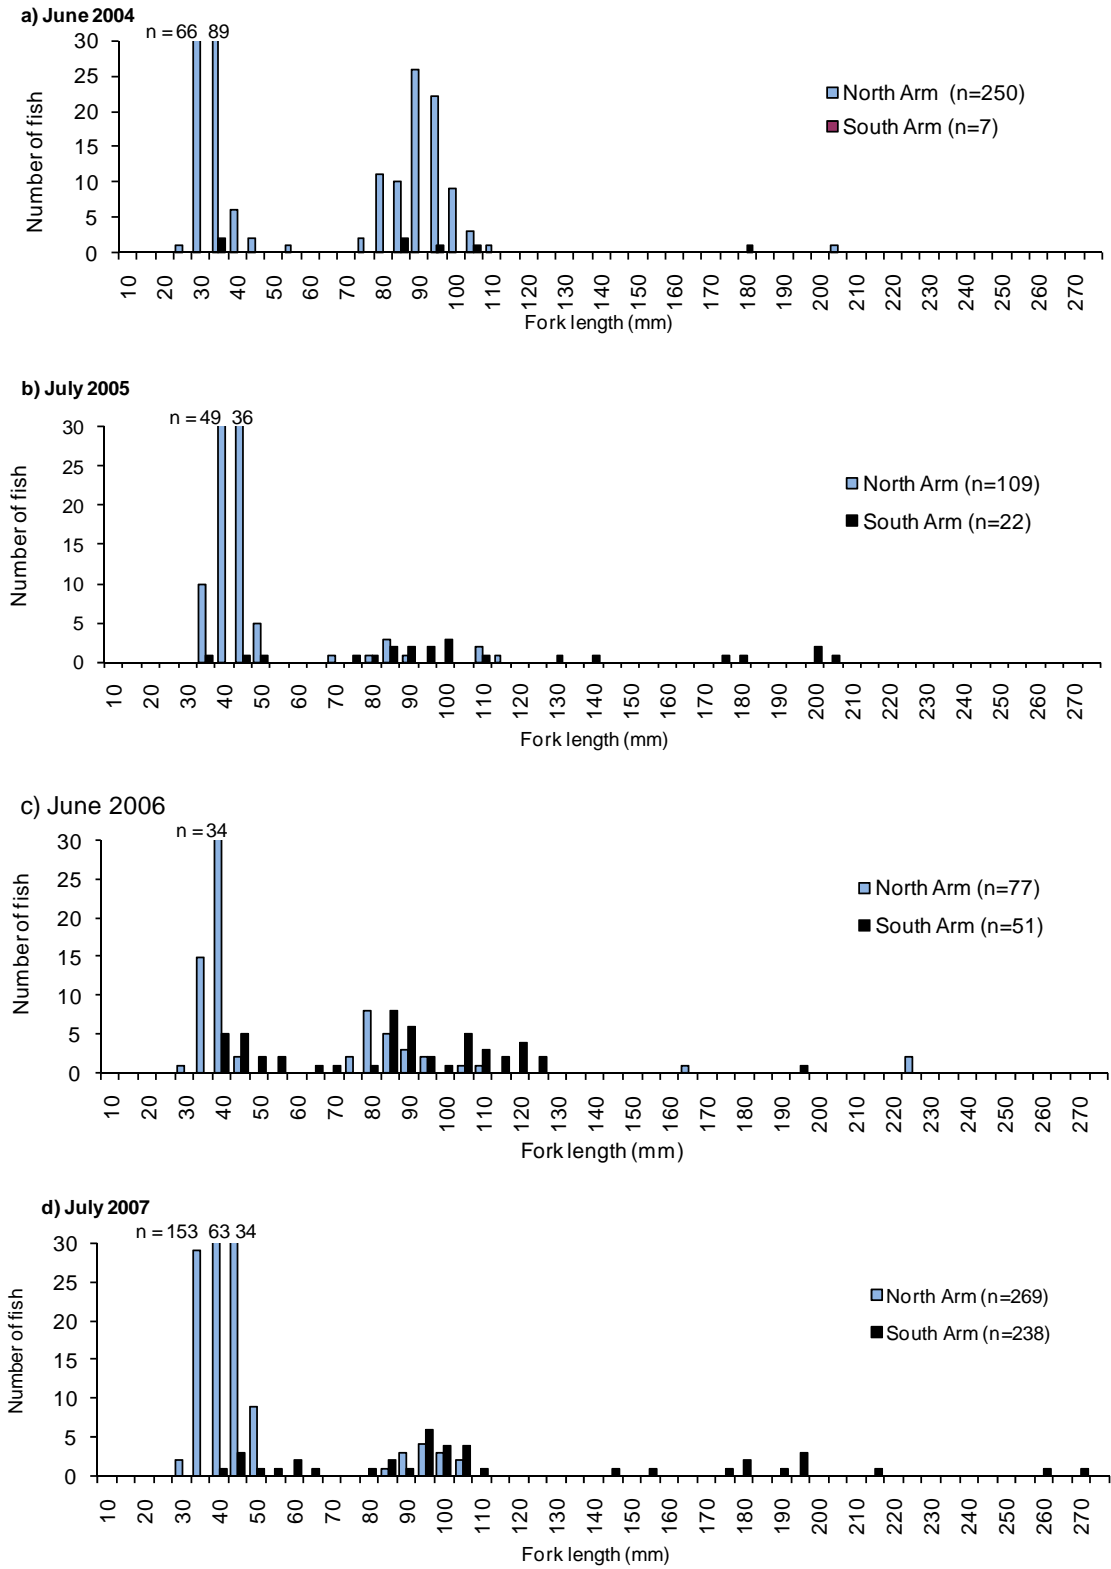 a) June 2004
n = 66 89
30
25
20
15
10
5
0
Number of fish
North Arm (n=250)
South Arm (n=7)
10 20 30 40 50 60 70 80 90 100 110 120 130 140 150 160 170 180 190 200 210 220 230 240 250 260 270
Fork length (mm)
b) July 2005
n = 49 36
30
25
20
15
10
5
0
Number of fish
North Arm (n=109)
South Arm (n=22)
10 20 30 40 50 60 70 80 90 100 110 120 130 140 150 160 170 180 190 200 210 220 230 240 250 260 270
Fork length (mm)
c) June 2006
n = 34
30
25
20
15
10
5
0
Number of fish
North Arm (n=77)
South Arm (n=51)
10 20 30 40 50 60 70 80 90 100 110 120 130 140 150 160 170 180 190 200 210 220 230 240 250 260 270
Fork length (mm)
d) July 2007
n = 153 63 34
30
25
20
15
10
5
0
Number of fish
North Arm (n=269)
South Arm (n=238)
10 20 30 40 50 60 70 80 90 100 110 120 130 140 150 160 170 180 190 200 210 220 230 240 250 260 270
Fork length (mm)